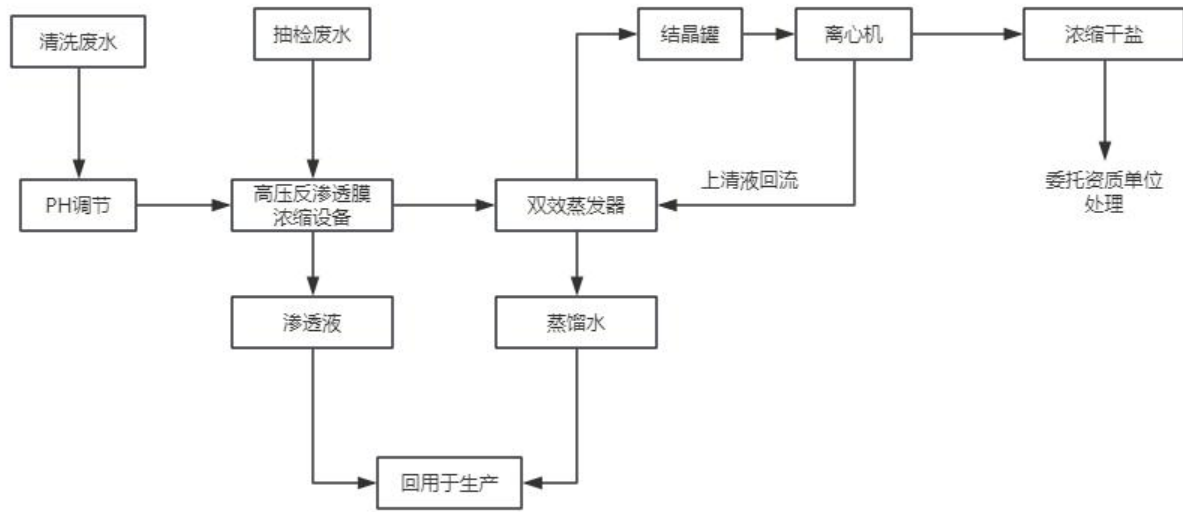 清洗废水
抽检废水
结晶罐
离心机
浓缩干盐
PH调节
高压反渗透膜
浓缩设备
双效蒸发器
上清液回流
委托资质单位
处理
渗透液
蒸馏水
回用于生产